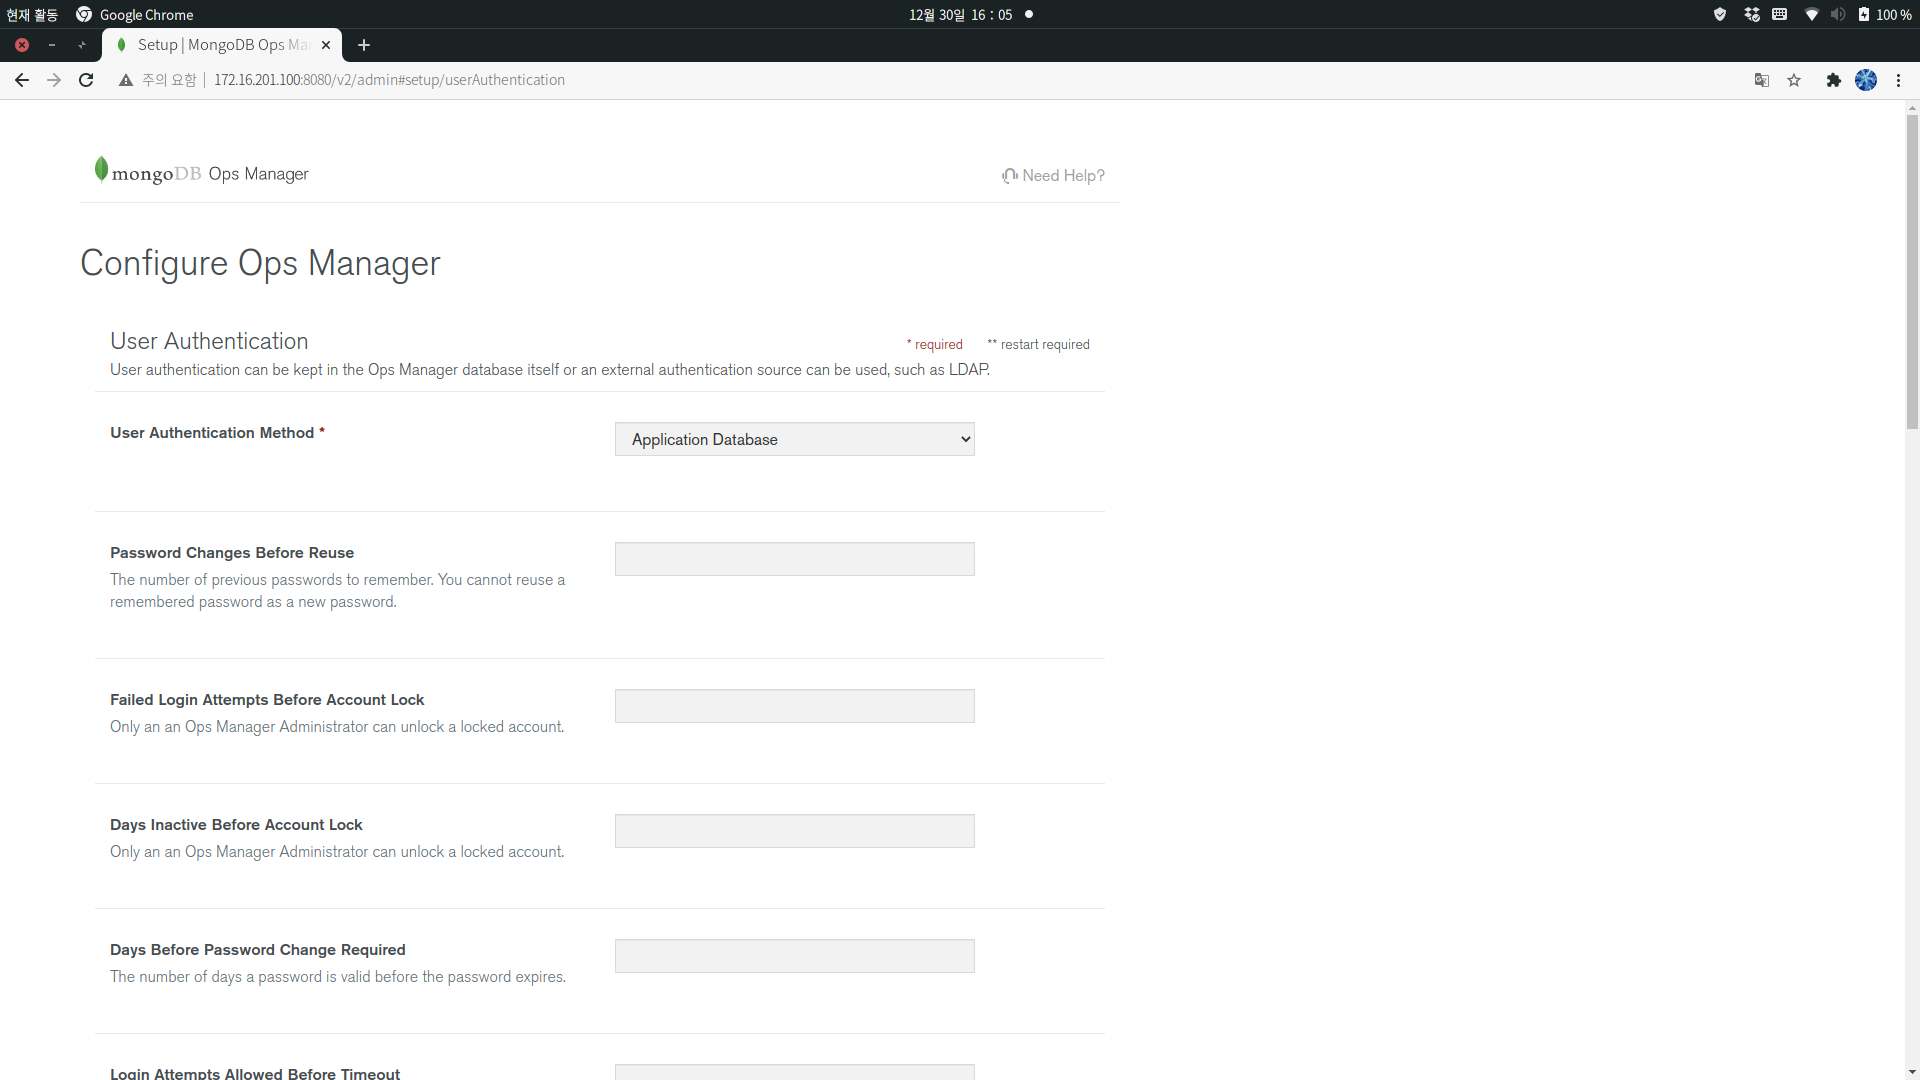 현재 활동 Google Chrome 12월 30일 16 : 05 100 %
Setup | MongoDB Ops Ma
주의 요함 172.16.201.100:8080/v2/admin#setup/userAuthentication
mongoDB Ops Manager Need Help?
Configure Ops Manager
User Authentication * required ** restart required
User authentication can be kept in the Ops Manager database itself or an external authentication source can be used, such as LDAP.
User Authentication Method * Application Database
Password Changes Before Reuse
The number of previous passwords to remember. You cannot reuse a
remembered password as a new password.
Failed Login Attempts Before Account Lock
Only an an Ops Manager Administrator can unlock a locked account.
Days Inactive Before Account Lock
Only an an Ops Manager Administrator can unlock a locked account.
Days Before Password Change Required
The number of days a password is valid before the password expires.
Login Attempts Allowed Before Timeout